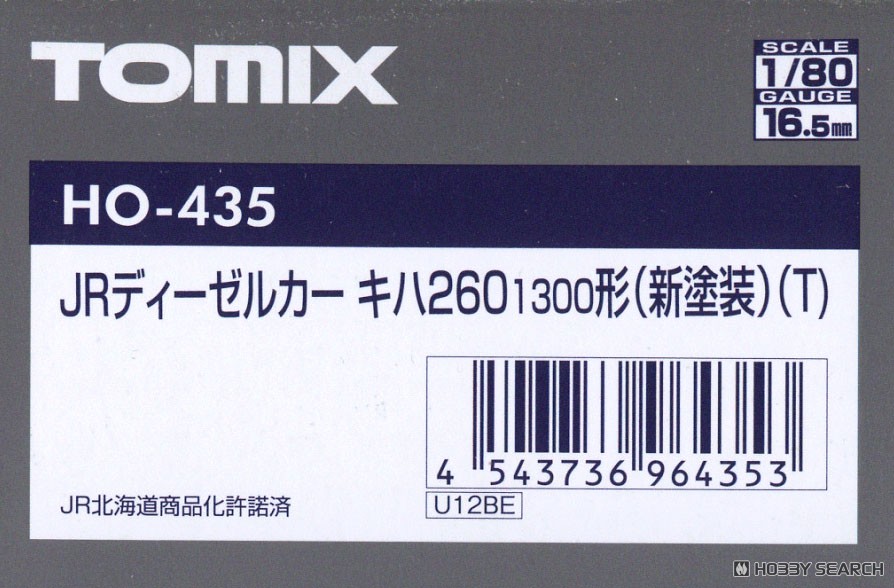 TOMIX
SCALE
1/80
GAUGE
16.5mm
HO-435
JRディーゼルカー キハ2601300形(新塗装)(T)
4 543736 964353
JR北海道商品化許諾済
U12BE
HOBBY SEARCH